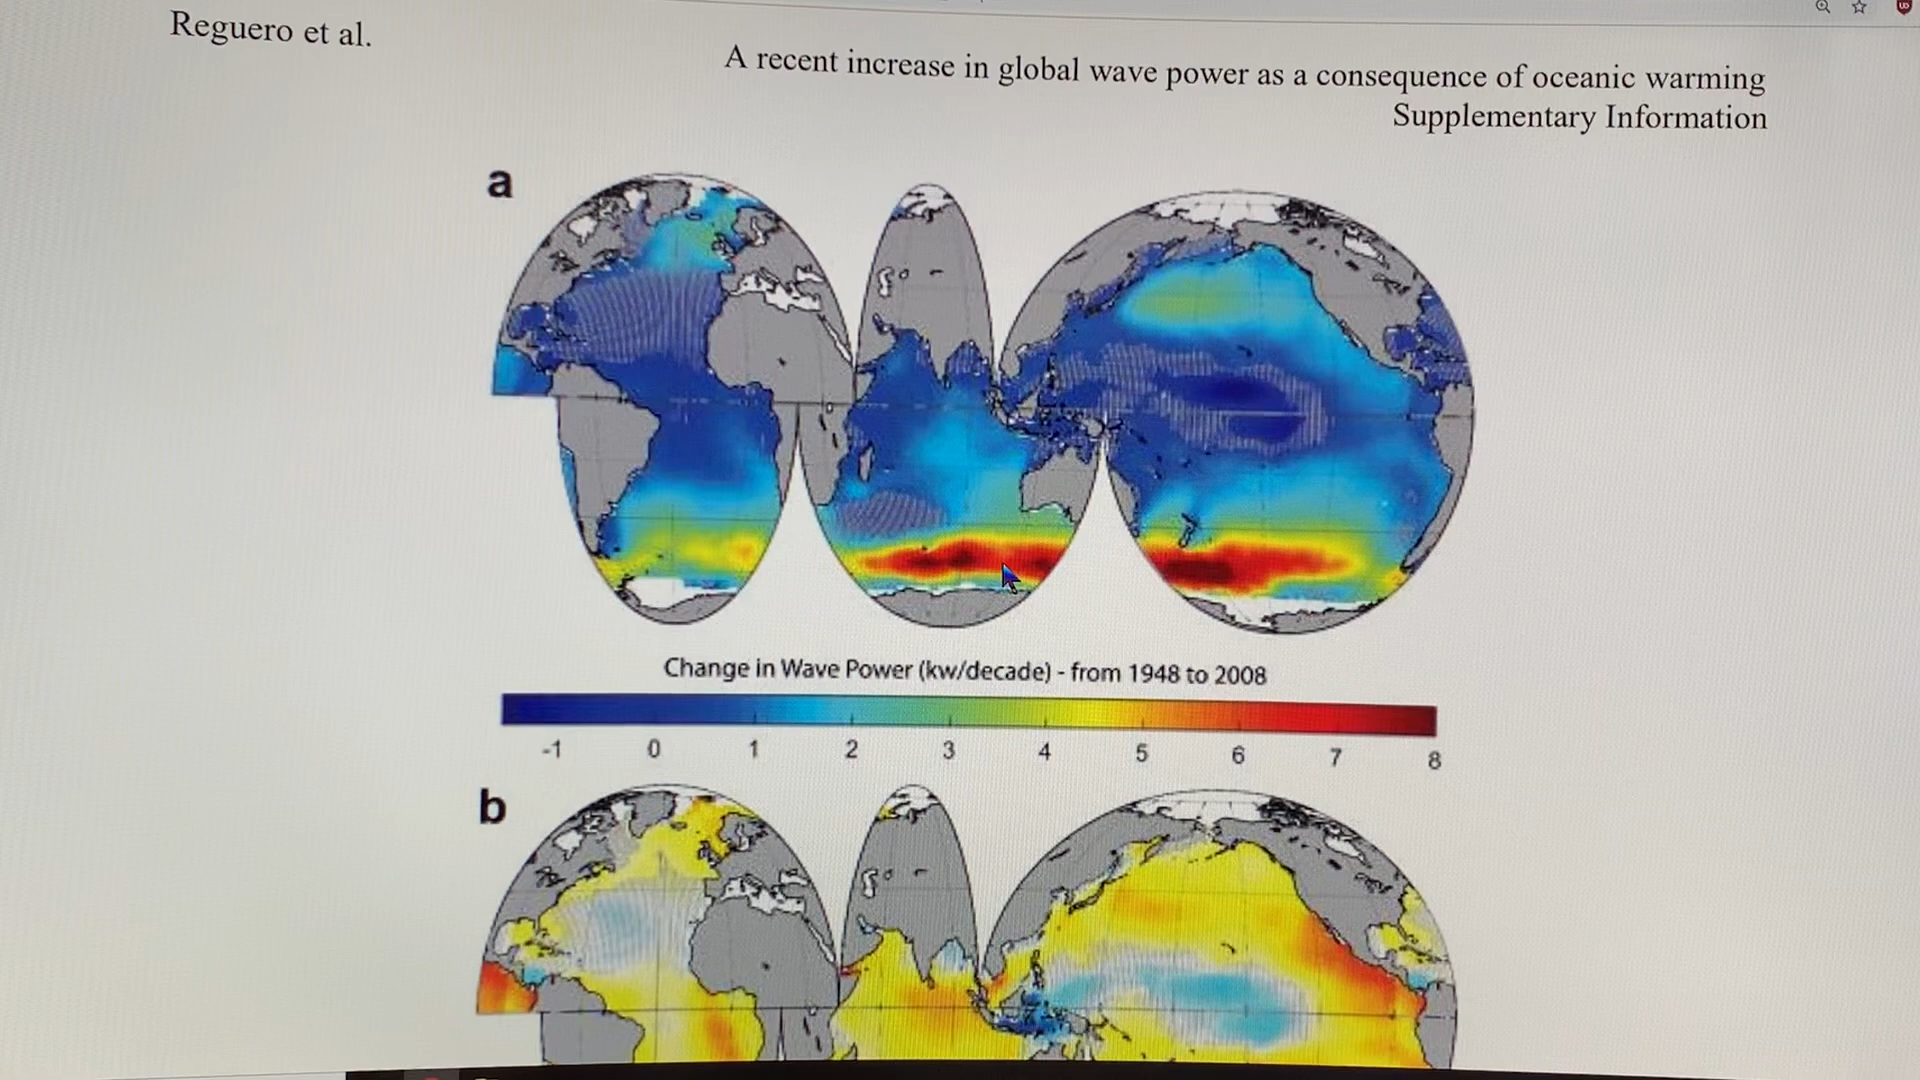 Reguero et al.
A recent increase in global wave power as a consequence of oceanic warming
Supplementary Information
a
Change in Wave Power (kw/decade) - from 1948 to 2008
-1 0 1 2 3 4 5 6 7 8
b